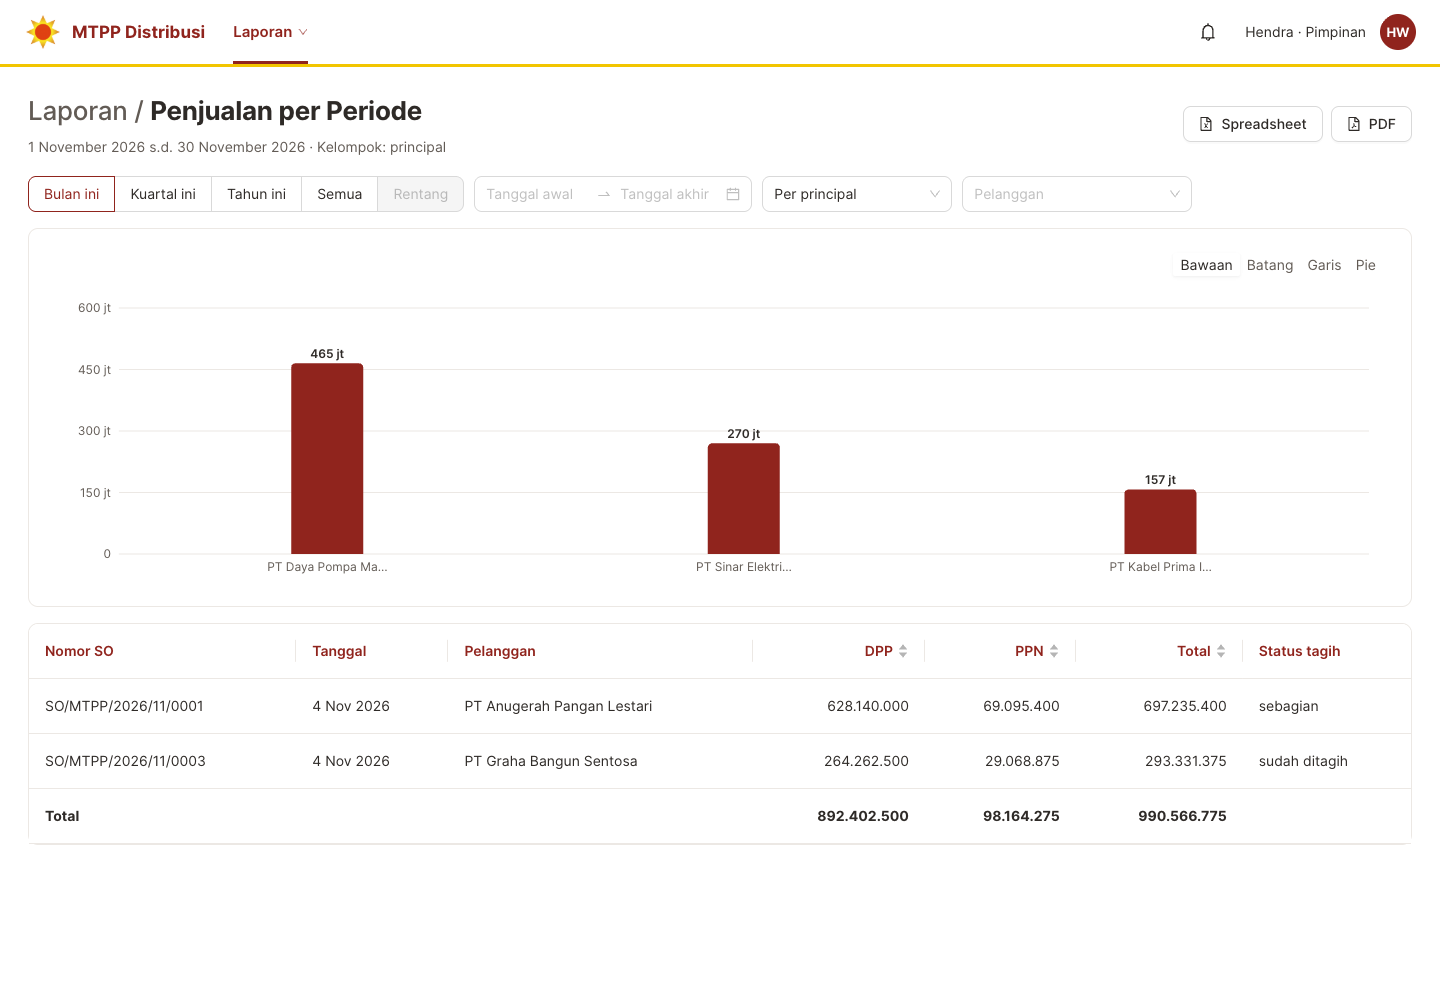 MTPP Distribusi Laporan Hendra · Pimpinan HW
Laporan / Penjualan per Periode
1 November 2026 s.d. 30 November 2026 · Kelompok: principal
Spreadsheet PDF
Bulan ini Kuartal ini Tahun ini Semua Rentang Tanggal awal → Tanggal akhir Per principal Pelanggan
Bawaan Batang Garis Pie
600 jt
465 jt
450 jt
300 jt
270 jt
157 jt
150 jt
0
PT Daya Pompa Ma... PT Sinar Elektri... PT Kabel Prima I...
Nomor SO Tanggal Pelanggan DPP PPN Total Status tagih
SO/MTPP/2026/11/0001 4 Nov 2026 PT Anugerah Pangan Lestari 628.140.000 69.095.400 697.235.400 sebagian
SO/MTPP/2026/11/0003 4 Nov 2026 PT Graha Bangun Sentosa 264.262.500 29.068.875 293.331.375 sudah ditagih
Total 892.402.500 98.164.275 990.566.775